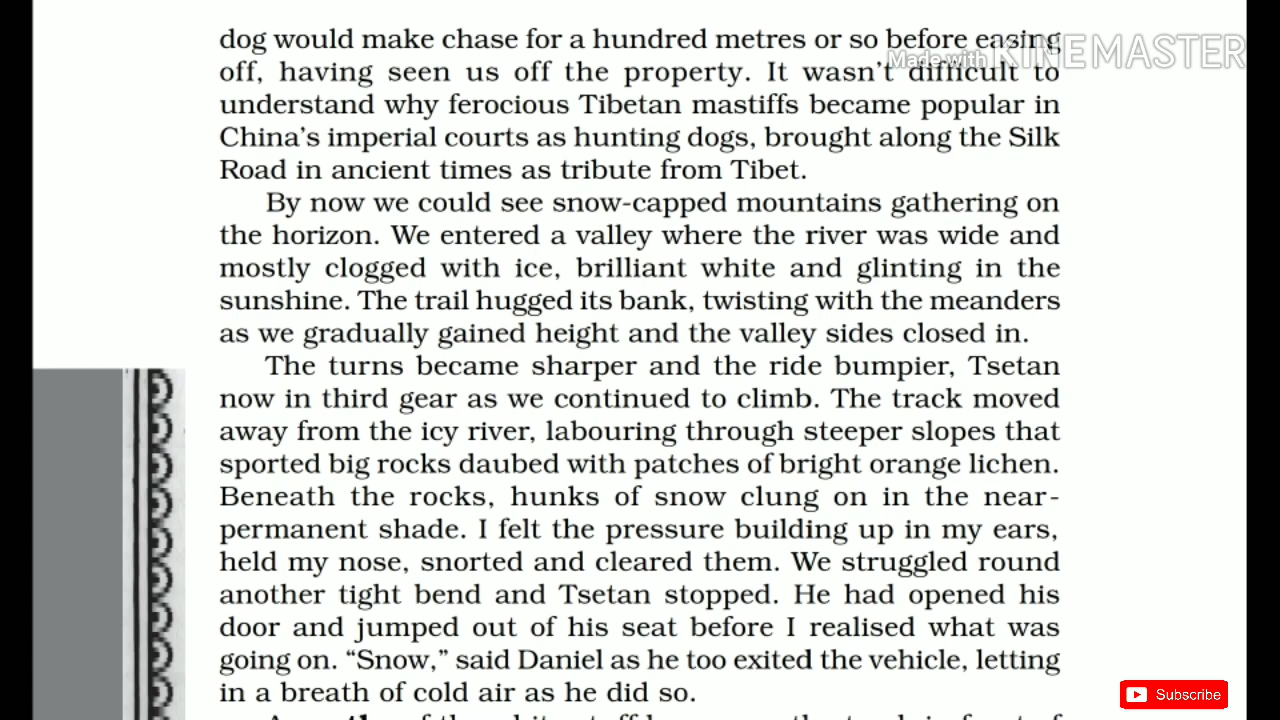 dog would make chase for a hundred metres or so before easing
Made with KINEMASTER
off, having seen us off the property. It wasn't difficult to
understand why ferocious Tibetan mastiffs became popular in
China's imperial courts as hunting dogs, brought along the Silk
Road in ancient times as tribute from Tibet.
By now we could see snow-capped mountains gathering on
the horizon. We entered a valley where the river was wide and
mostly clogged with ice, brilliant white and glinting in the
sunshine. The trail hugged its bank, twisting with the meanders
as we gradually gained height and the valley sides closed in.
The turns became sharper and the ride bumpier, Tsetan
now in third gear as we continued to climb. The track moved
away from the icy river, labouring through steeper slopes that
sported big rocks daubed with patches of bright orange lichen.
Beneath the rocks, hunks of snow clung on in the near-
permanent shade. I felt the pressure building up in my ears,
held my nose, snorted and cleared them. We struggled round
another tight bend and Tsetan stopped. He had opened his
door and jumped out of his seat before I realised what was
going on. “Snow,” said Daniel as he too exited the vehicle, letting
in a breath of cold air as he did so.
Subscribe